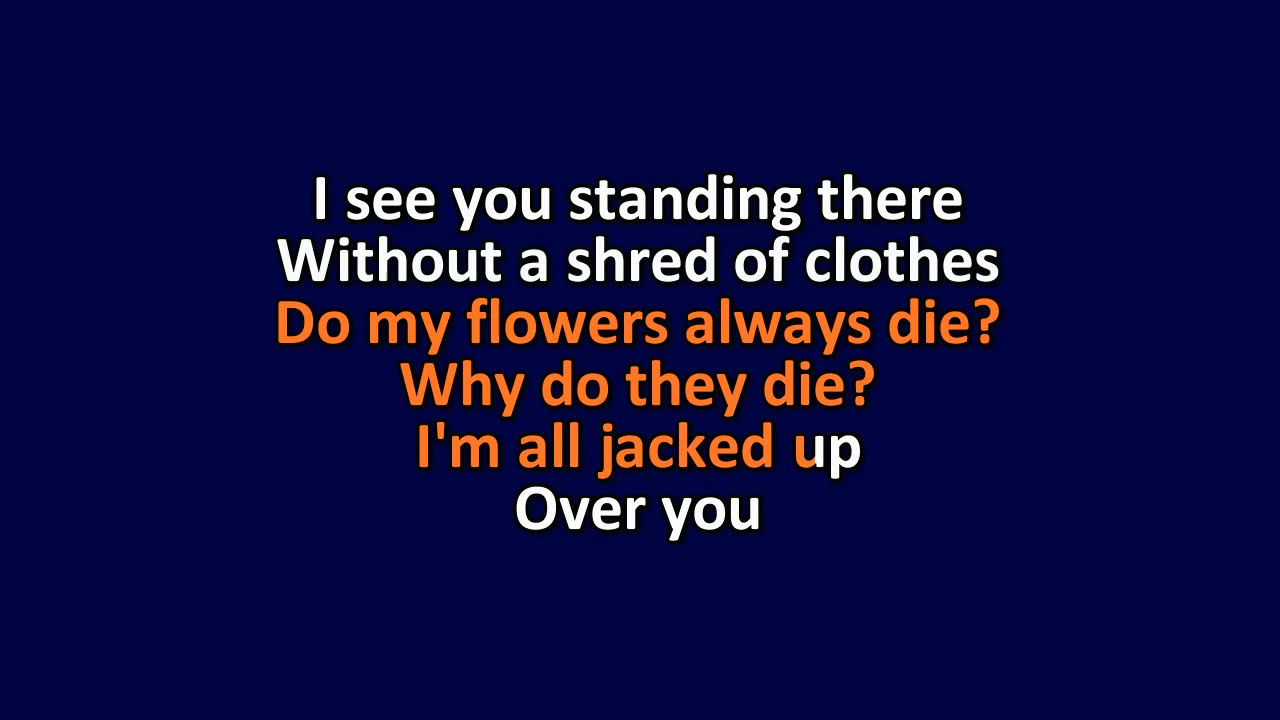 I see you standing there
Without a shred of clothes
Do my flowers always die?
Why do they die?
I'm all jacked up
Over you